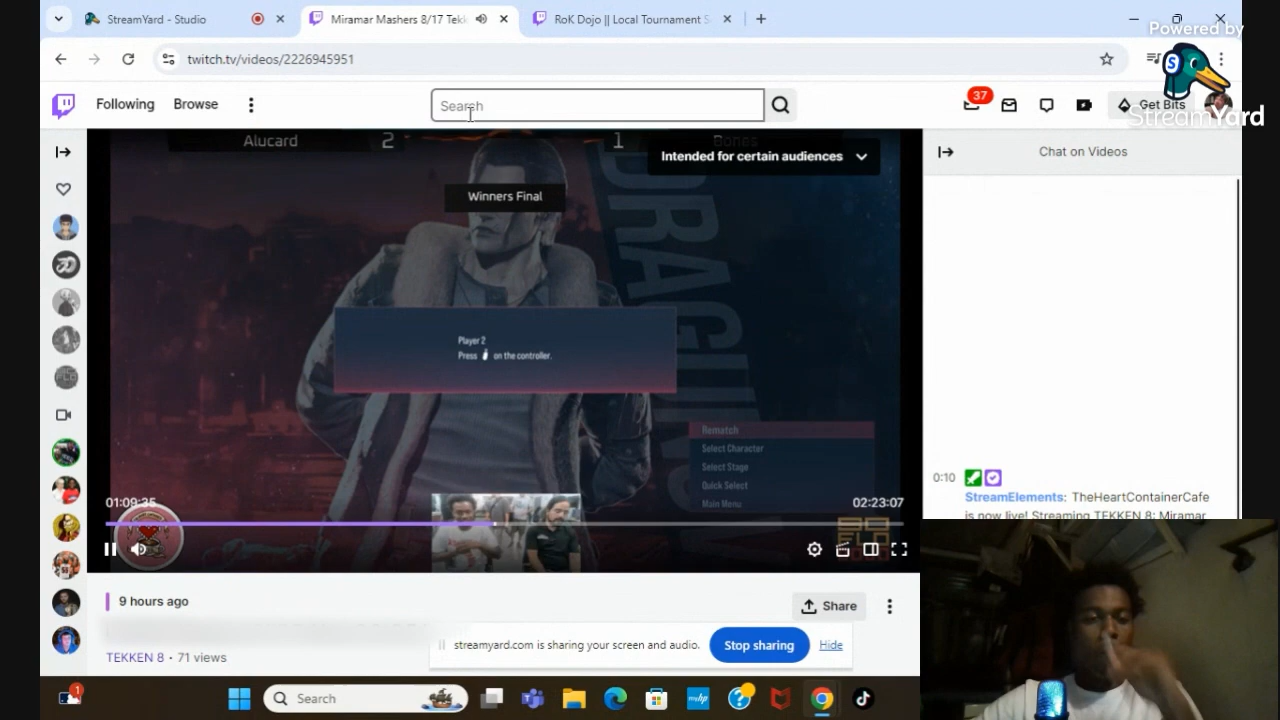 StreamYard - Studio
Miramar Mashers 8/17 Tekk
RoK Dojo || Local Tournament S
Powered by
StreamYard
twitch.tv/videos/2226945951
Following
Browse
Search
37
Get Bits
Alucard 2 1 Bones
Intended for certain audiences
Chat on Videos
Winners Final
DRAGUNOV
Player 2
Press on the controller.
Rematch
Select Character
Select Stage
Quick Select
Main Menu
01:09:35
02:23:07
0:10
StreamElements: TheHeartContainerCafe
is now live! Streaming TEKKEN 8: Miramar
9 hours ago
Share
TEKKEN 8 • 71 views
streamyard.com is sharing your screen and audio.
Stop sharing
Hide
1
Search